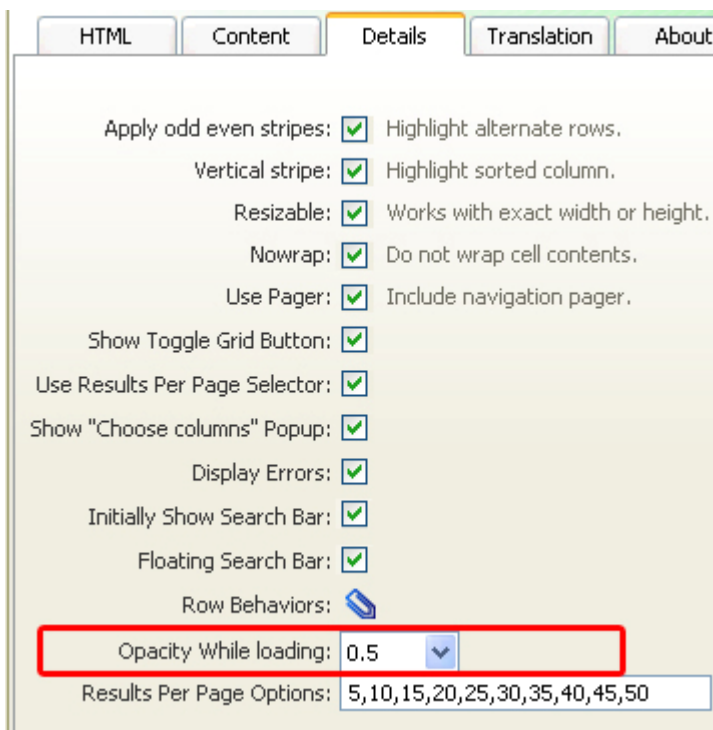 HTML Content Details Translation About
Apply odd even stripes: Highlight alternate rows.
Vertical stripe: Highlight sorted column.
Resizable: Works with exact width or height.
Nowrap: Do not wrap cell contents.
Use Pager: Include navigation pager.
Show Toggle Grid Button:
Use Results Per Page Selector:
Show "Choose columns" Popup:
Display Errors:
Initially Show Search Bar:
Floating Search Bar:
Row Behaviors:
Opacity While loading: 0.5
Results Per Page Options: 5,10,15,20,25,30,35,40,45,50